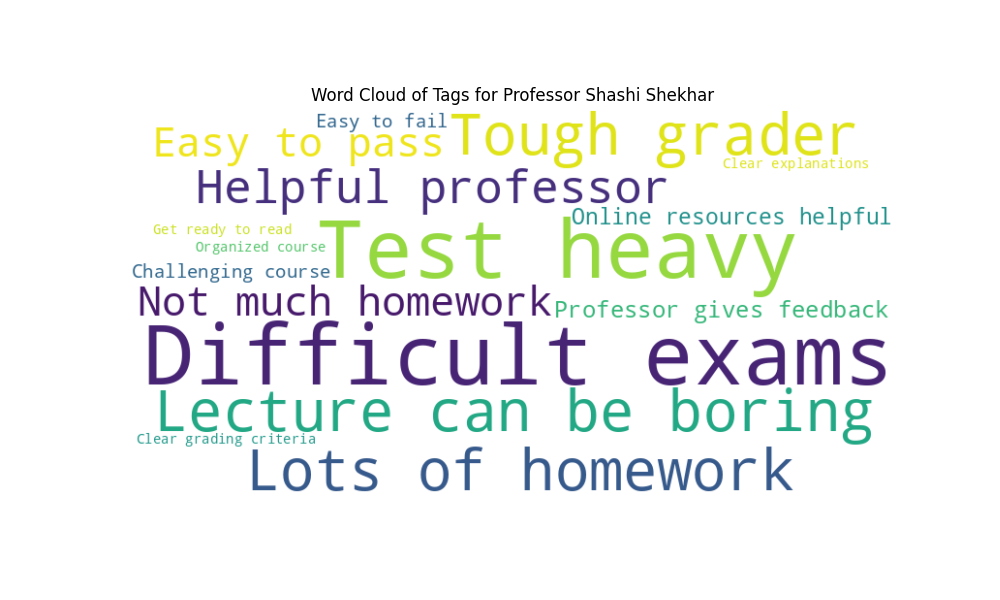 Word Cloud of Tags for Professor Shashi Shekhar
Easy to fail
Easy to pass
Tough grader
Clear explanations
Helpful professor
Online resources helpful
Get ready to read
Test heavy
Organized course
Challenging course
Not much homework
Professor gives feedback
Difficult exams
Lecture can be boring
Clear grading criteria
Lots of homework